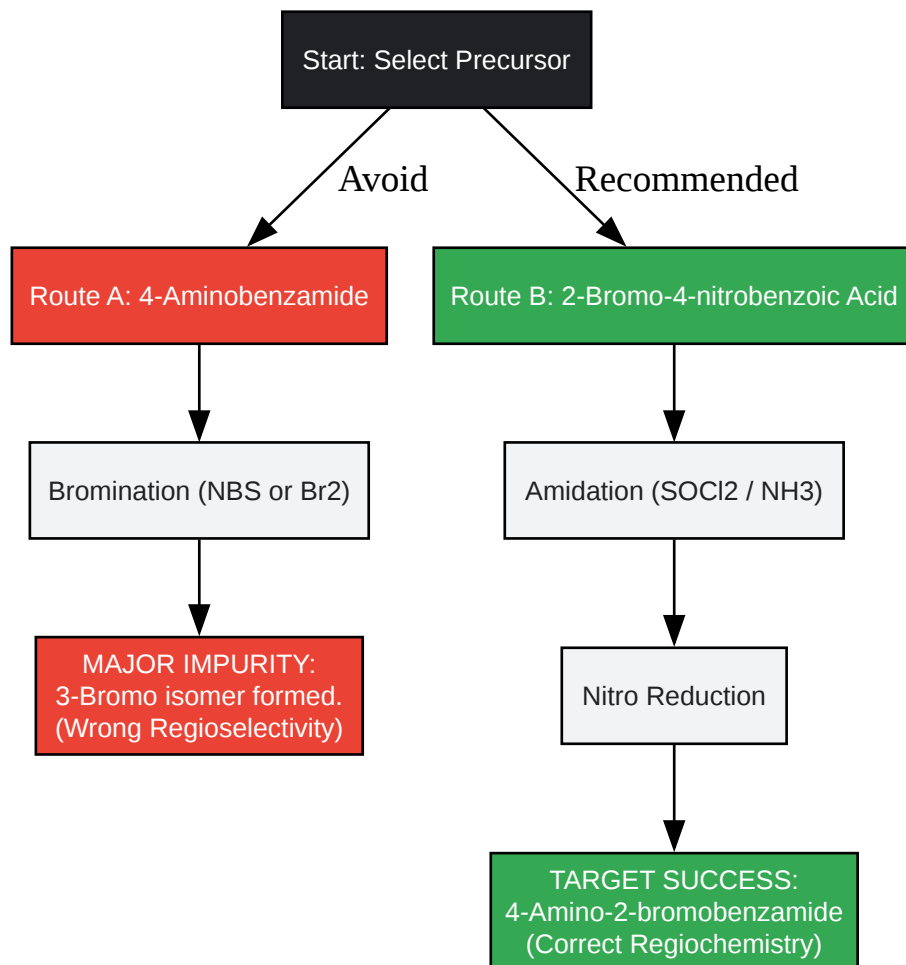 Start: Select Precursor
Avoid
Recommended
Route A: 4-Aminobenzamide
Route B: 2-Bromo-4-nitrobenzoic Acid
Bromination (NBS or Br2)
Amidation (SOCl2 / NH3)
MAJOR IMPURITY:
3-Bromo isomer formed.
(Wrong Regioselectivity)
Nitro Reduction
TARGET SUCCESS:
4-Amino-2-bromobenzamide
(Correct Regiochemistry)